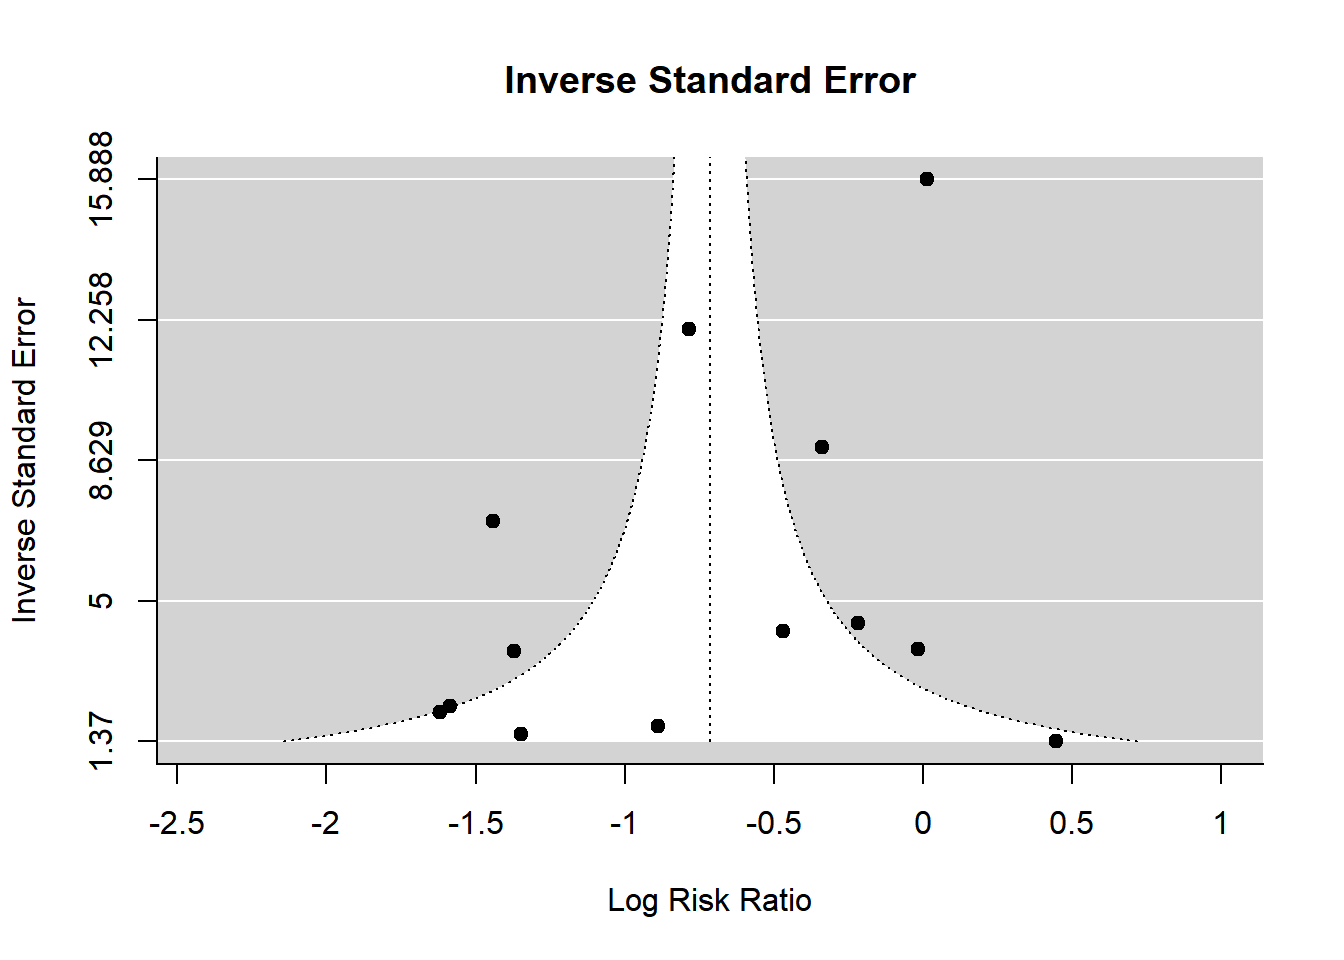 Inverse Standard Error
Inverse Standard Error
15.888
12.258
8.629
5
1.37
-2.5 -2 -1.5 -1 -0.5 0 0.5 1
Log Risk Ratio